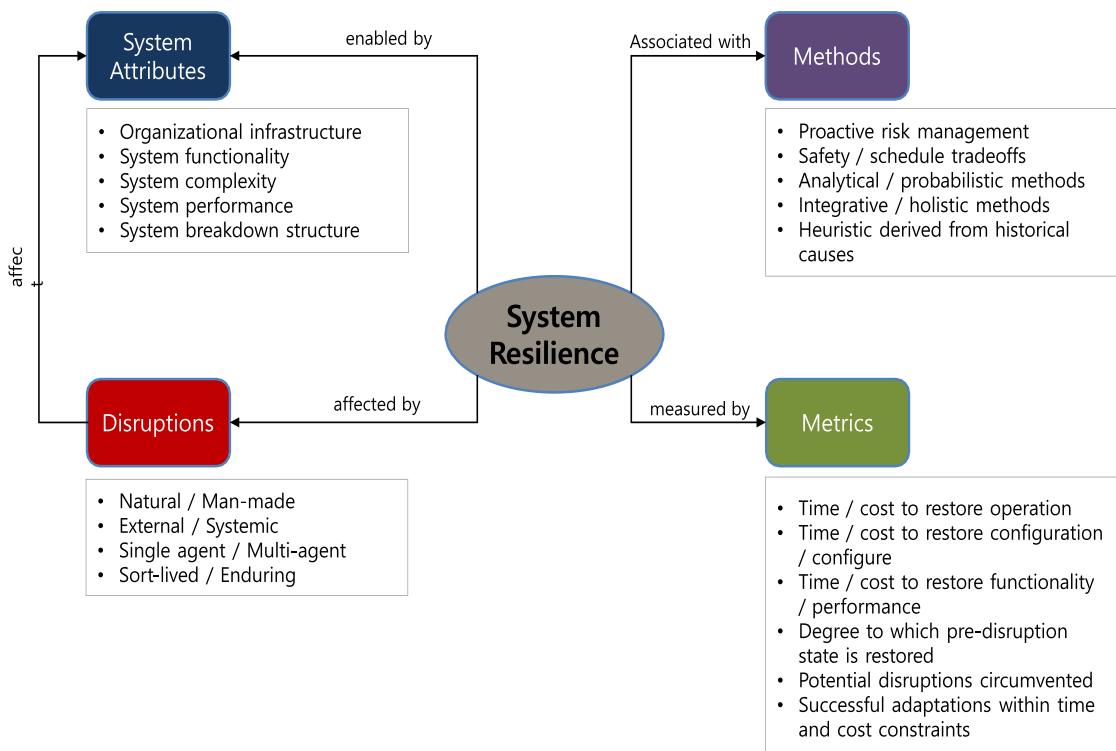 System
Attributes
enabled by
• Organizational infrastructure
• System functionality
• System complexity
• System performance
• System breakdown structure
affec
t
Associated with
Methods
• Proactive risk management
• Safety / schedule tradeoffs
• Analytical / probabilistic methods
• Integrative / holistic methods
• Heuristic derived from historical
causes
System
Resilience
Disruptions
affected by
• Natural / Man-made
• External / Systemic
• Single agent / Multi-agent
• Sort-lived / Enduring
measured by
Metrics
• Time / cost to restore operation
• Time / cost to restore configuration
/ configure
• Time / cost to restore functionality
/ performance
• Degree to which pre-disruption
state is restored
• Potential disruptions circumvented
• Successful adaptations within time
and cost constraints